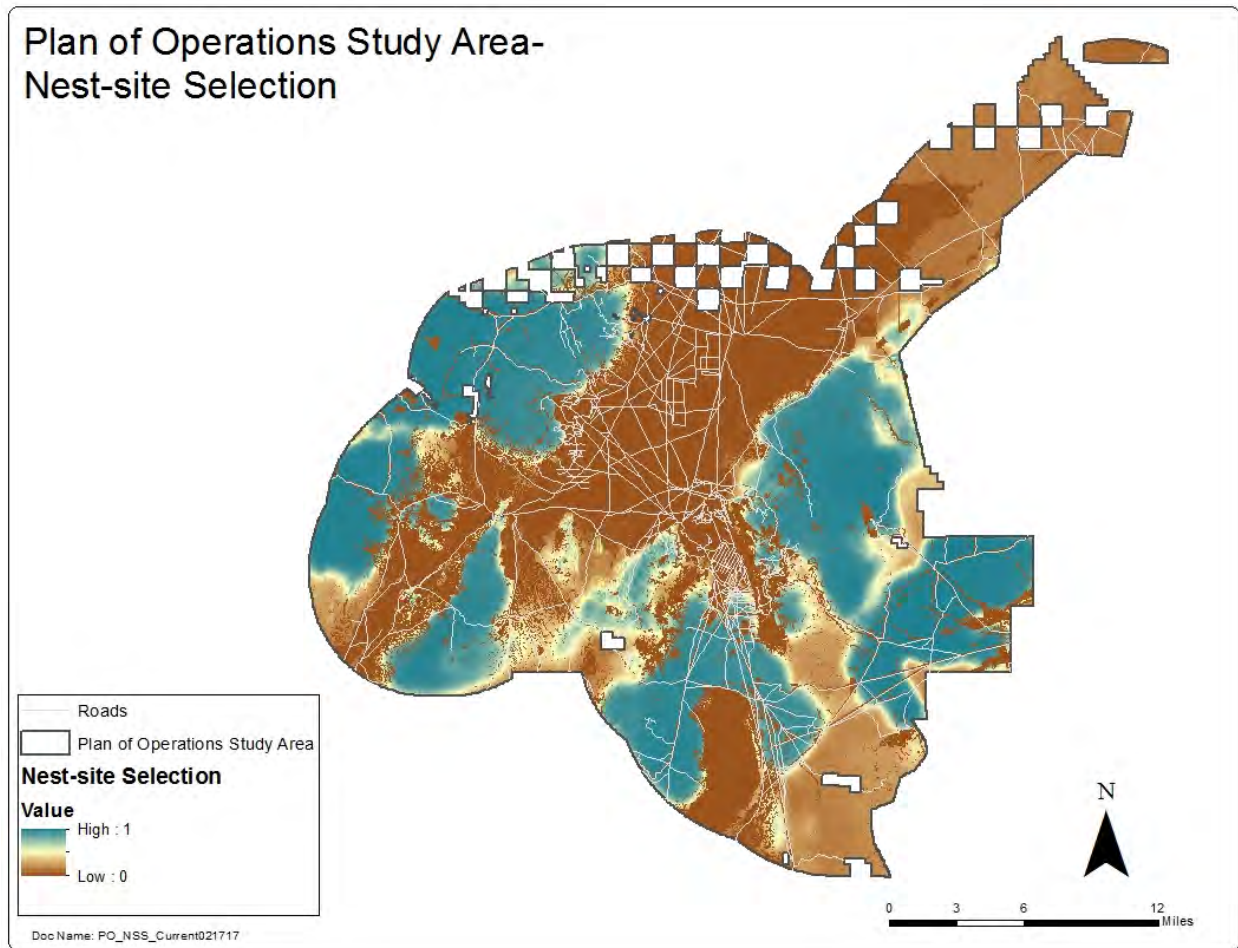 Plan of Operations Study Area-
Nest-site Selection
Roads
Plan of Operations Study Area
Nest-site Selection
Value
High : 1
Low : 0
Doc Name: PO_NSS_Current021717
N
0 3 6 12
Miles